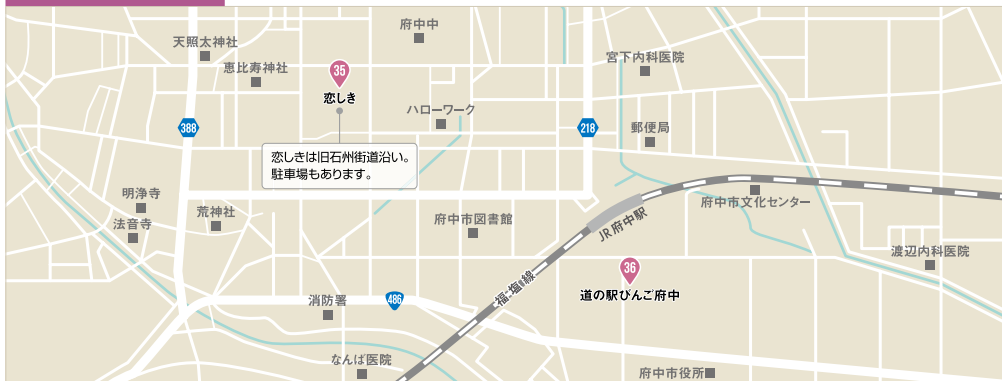 府中中
天照太神社
宮下内科医院
恵比寿神社
35
恋しき
ハローワーク
388
218
郵便局
恋しきは旧石州街道沿い。
駐車場もあります。
明浄寺
荒神社
法音寺
府中市図書館
JR府中駅
府中市文化センター
渡辺内科医院
36
道の駅びんご府中
福塩線
消防署
486
なんば医院
府中市役所